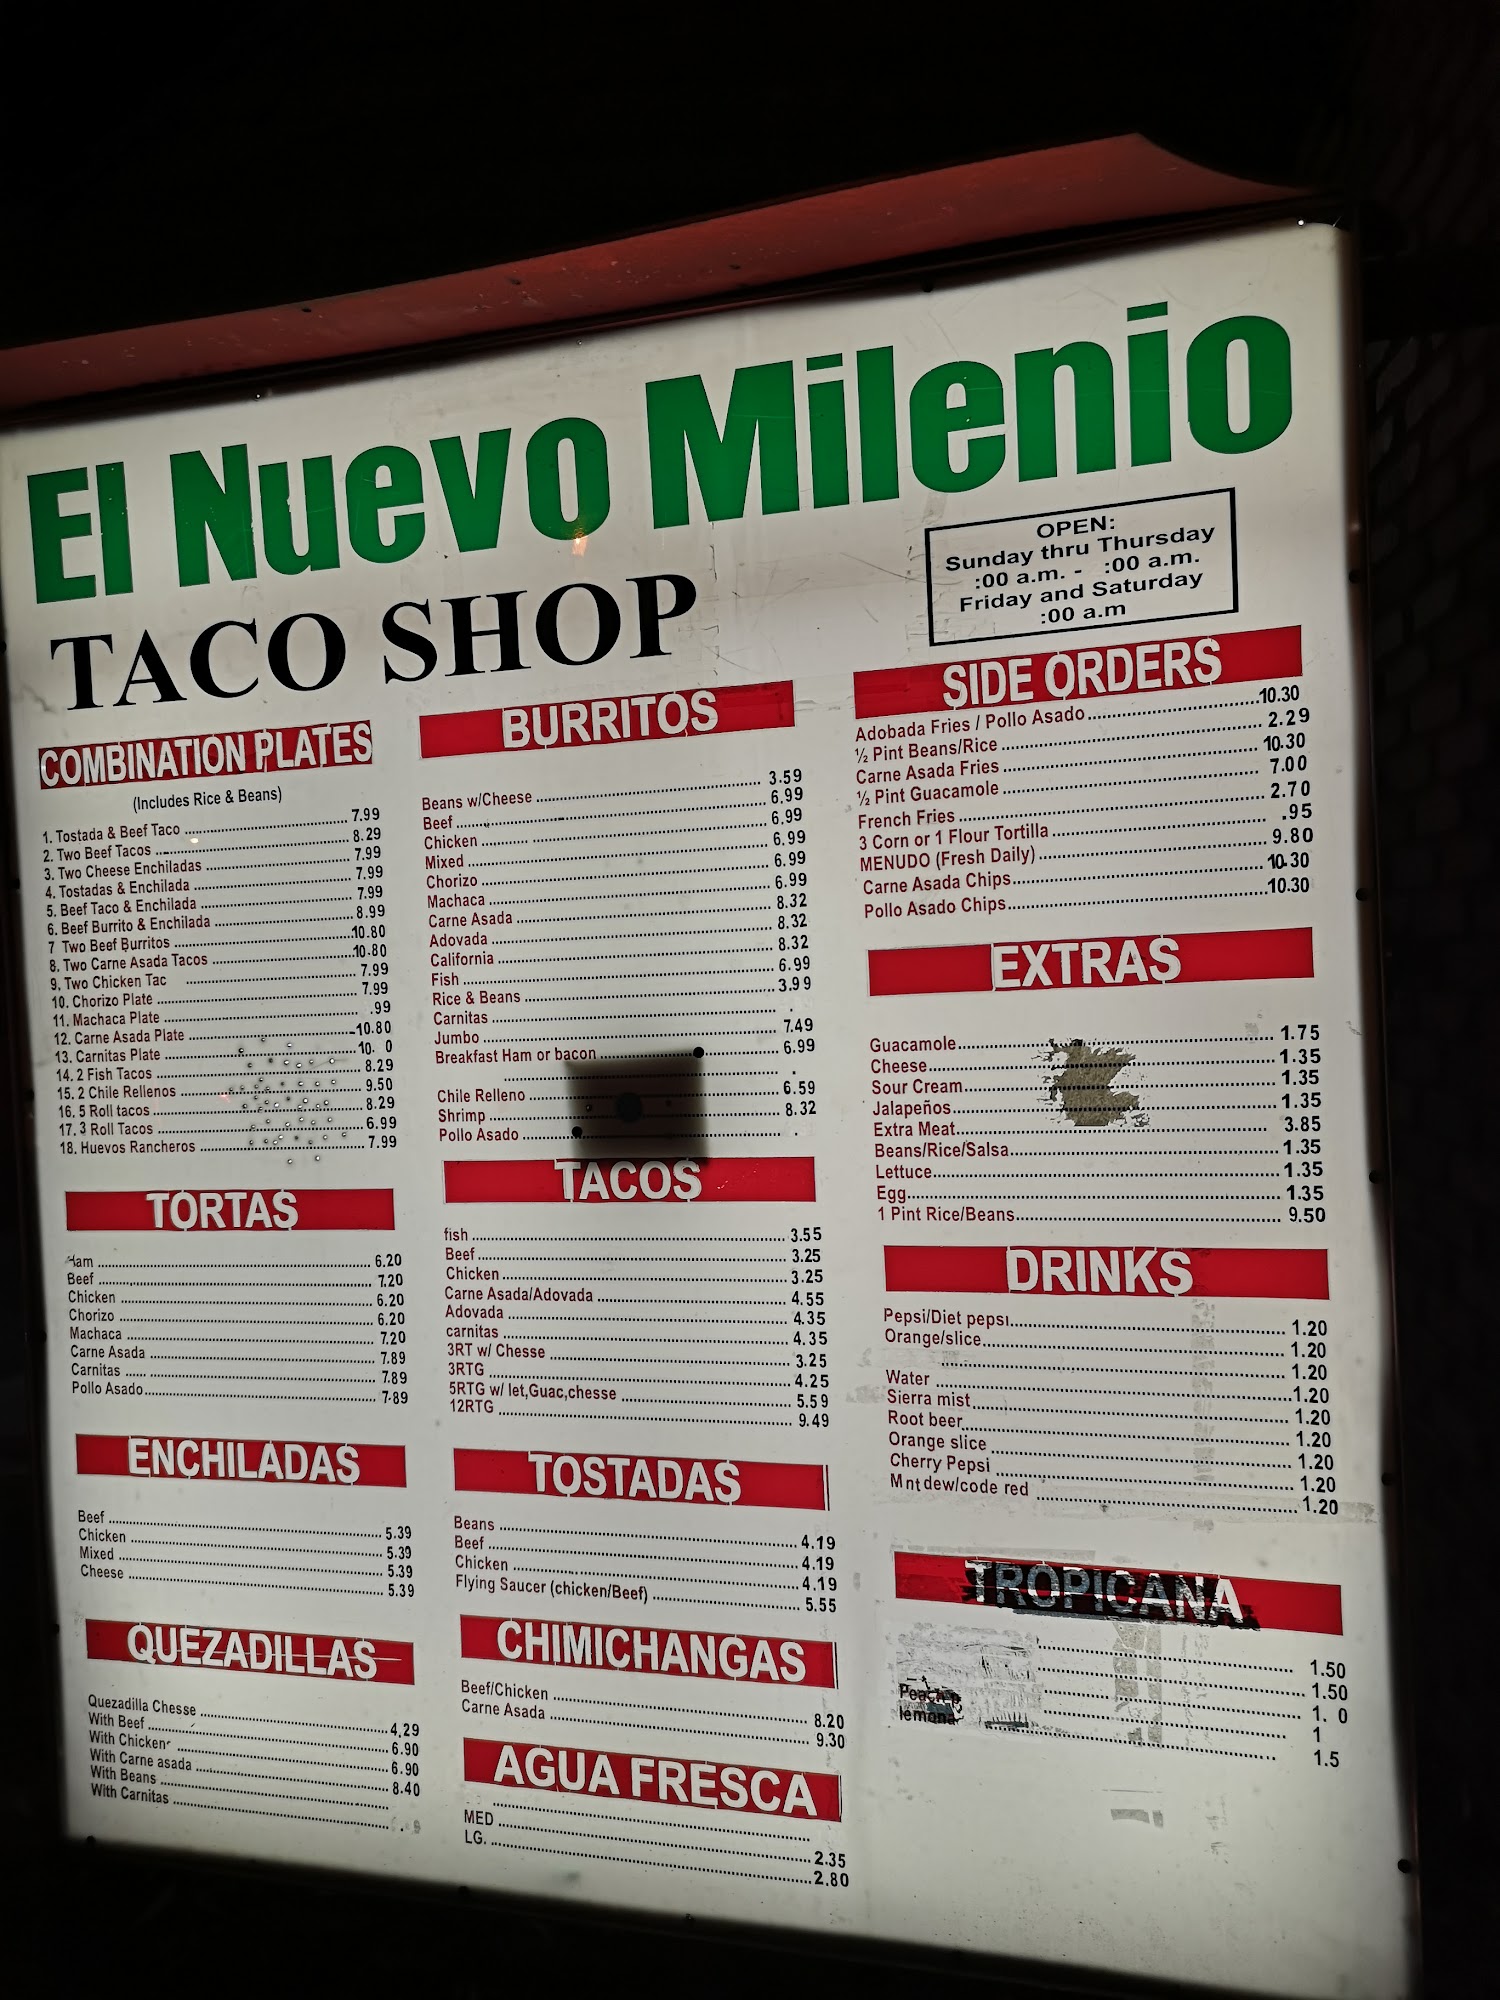 El Nuevo Milenio
TACO SHOP
OPEN:
Sunday thru Thursday
:00 a.m. - :00 a.m.
Friday and Saturday
:00 a.m
COMBINATION PLATES
(Includes Rice & Beans)
1. Tostada & Beef Taco 7.99
2. Two Beef Tacos 8.29
3. Two Cheese Enchiladas 7.99
4. Tostadas & Enchilada 7.99
5. Beef Taco & Enchilada 7.99
6. Beef Burrito & Enchilada 8.99
7 Two Beef Burritos 10.80
8. Two Carne Asada Tacos 10.80
9. Two Chicken Tac 7.99
10. Chorizo Plate 7.99
11. Machaca Plate .99
12. Carne Asada Plate 10.80
13. Carnitas Plate 10. 0
14. 2 Fish Tacos 8.29
15. 2 Chile Rellenos 9.50
16. 5 Roll tacos 8.29
17. 3 Roll Tacos 6.99
18. Huevos Rancheros 7.99
TORTAS
Ham 6.20
Beef 7.20
Chicken 6.20
Chorizo 6.20
Machaca 7.20
Carne Asada 7.89
Carnitas 7.89
Pollo Asado 7.89
ENCHILADAS
Beef 5.39
Chicken 5.39
Mixed 5.39
Cheese 5.39
QUEZADILLAS
Quezadilla Chesse 4.29
With Beef 6.90
With Chicken 6.90
With Carne asada 8.40
With Beans
With Carnitas
BURRITOS
Beans w/Cheese 3.59
Beef 6.99
Chicken 6.99
Mixed 6.99
Chorizo 6.99
Machaca 6.99
Carne Asada 8.32
Adovada 8.32
California 8.32
Fish 6.99
Rice & Beans 3.99
Carnitas .
Jumbo 7.49
Breakfast Ham or bacon 6.99
.
Chile Relleno 6.59
Shrimp 8.32
Pollo Asado .
TACOS
fish 3.55
Beef 3.25
Chicken 3.25
Carne Asada/Adovada 4.55
Adovada 4.35
carnitas 4.35
3RT w/ Chesse 3.25
3RTG 4.25
5RTG w/ let,Guac,chesse 5.59
12RTG 9.49
TOSTADAS
Beans 4.19
Beef 4.19
Chicken 4.19
Flying Saucer (chicken/Beef) 5.55
CHIMICHANGAS
Beef/Chicken 8.20
Carne Asada 9.30
AGUA FRESCA
MED 2.35
LG. 2.80
SIDE ORDERS
Adobada Fries / Pollo Asado 10.30
½ Pint Beans/Rice 2.29
Carne Asada Fries 10.30
½ Pint Guacamole 7.00
French Fries 2.70
3 Corn or 1 Flour Tortilla .95
MENUDO (Fresh Daily) 9.80
Carne Asada Chips 10.30
Pollo Asado Chips 10.30
EXTRAS
Guacamole 1.75
Cheese 1.35
Sour Cream 1.35
Jalapeños 1.35
Extra Meat 3.85
Beans/Rice/Salsa 1.35
Lettuce 1.35
Egg 1.35
1 Pint Rice/Beans 9.50
DRINKS
Pepsi/Diet pepsi 1.20
Orange/slice 1.20
1.20
Water 1.20
Sierra mist 1.20
Root beer 1.20
Orange slice 1.20
Cherry Pepsi 1.20
Mnt dew/code red 1.20
TROPICANA
1.50
1.50
Peach 1. 0
lemona 1
1.5